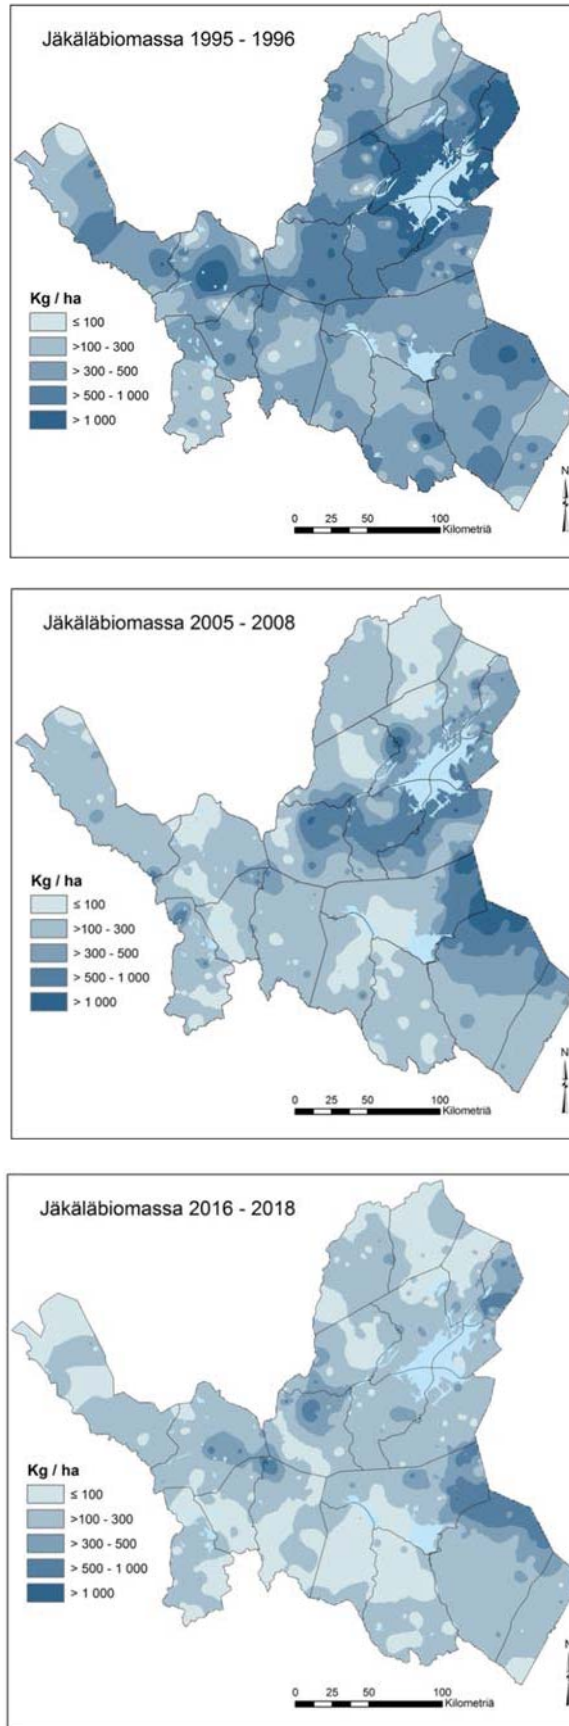 Jäkäläbiomassa 1995 - 1996
Kg / ha
≤ 100
>100 - 300
> 300 - 500
> 500 - 1 000
> 1 000
N
0 25 50 100
Kilometriä
Jäkäläbiomassa 2005 - 2008
Kg / ha
≤ 100
>100 - 300
> 300 - 500
> 500 - 1 000
> 1 000
N
0 25 50 100
Kilometriä
Jäkäläbiomassa 2016 - 2018
Kg / ha
≤ 100
>100 - 300
> 300 - 500
> 500 - 1 000
> 1 000
N
0 25 50 100
Kilometriä